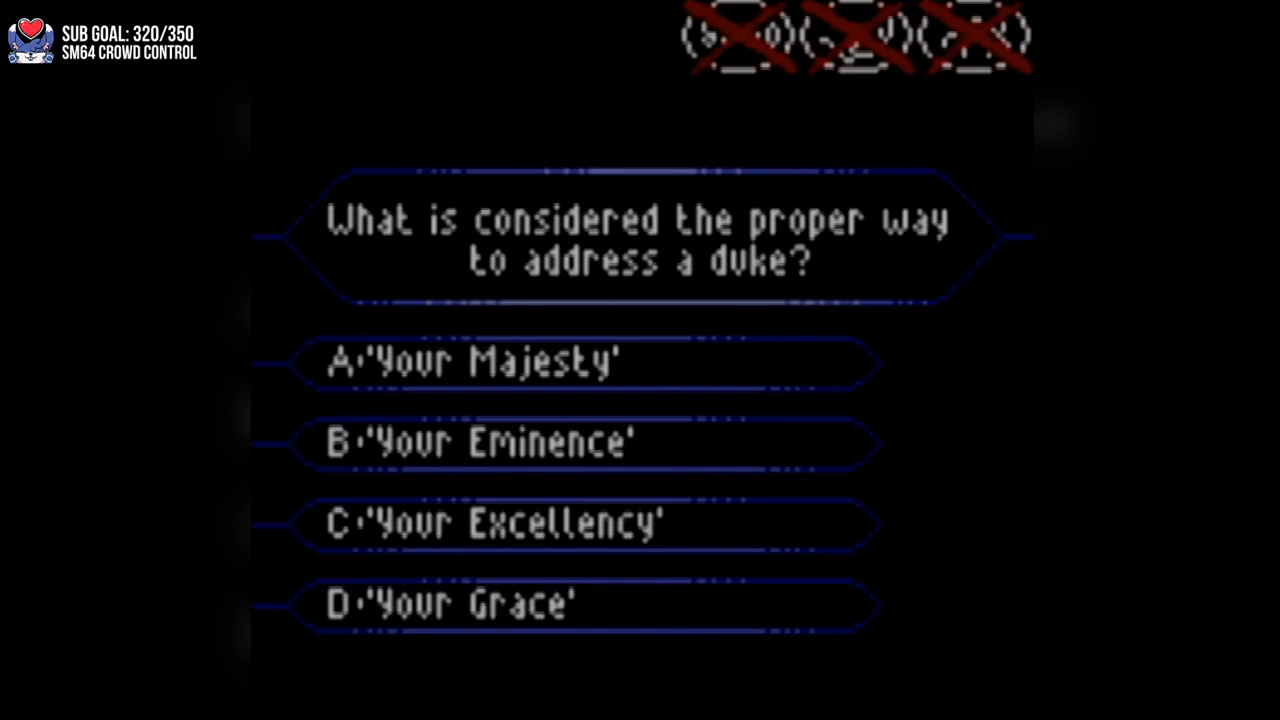 SUB GOAL: 320/350
SM64 CROWD CONTROL
What is considered the proper way
to address a duke?
A·'Your Majesty'
B·'Your Eminence'
C·'Your Excellency'
D·'Your Grace'